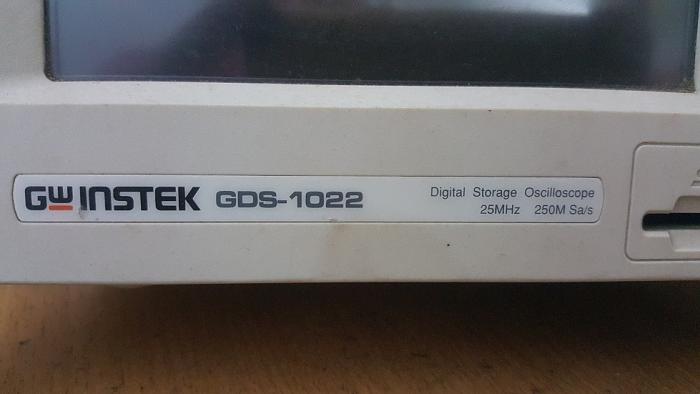 GW INSTEK GDS-1022
Digital Storage Oscilloscope
25MHz 250M Sa/s